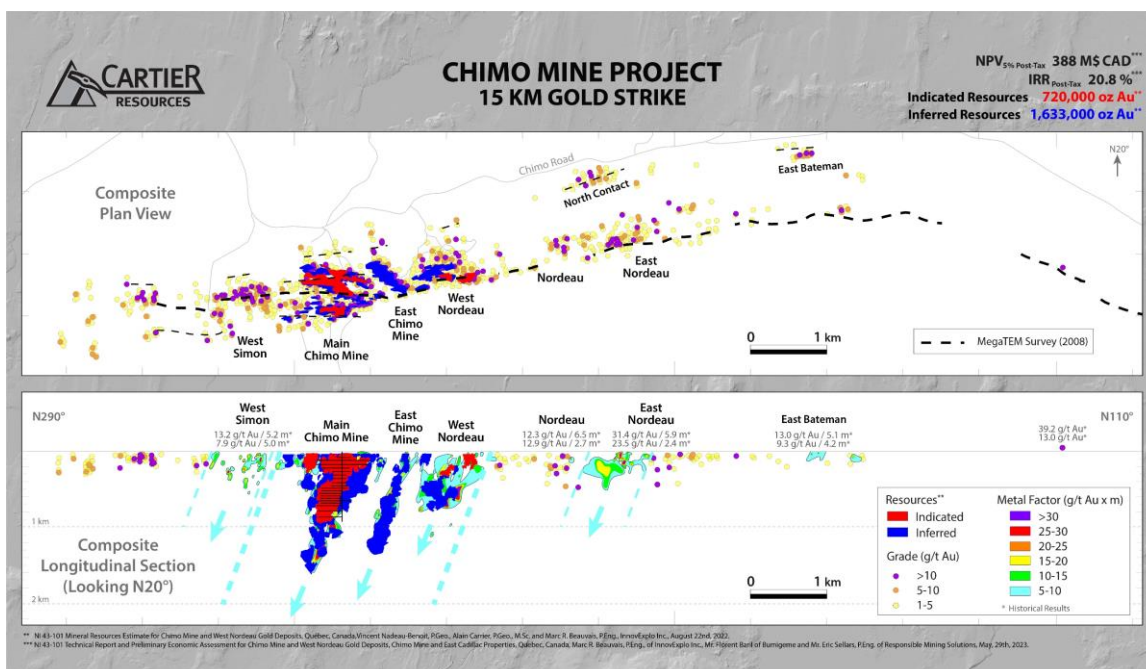 CARTIER
RESOURCES
CHIMO MINE PROJECT
15 KM GOLD STRIKE
NPV5% Post-Tax 388 M$ CAD***
IRR Post-Tax 20.8 %***
Indicated Resources 720,000 oz Au**
Inferred Resources 1,633,000 oz Au**
Composite
Plan View
Chimo Road
N20°
East Bateman
North Contact
East
Nordeau
Nordeau
West
Nordeau
East
Chimo
Mine
Main
Chimo Mine
West
Simon
0 1 km
MegaTEM Survey (2008)
N290°
N110°
West
Simon
13.2 g/t Au / 5.2 m*
7.9 g/t Au / 5.0 m*
Main
Chimo Mine
East
Chimo
Mine
West
Nordeau
Nordeau
12.3 g/t Au / 6.5 m*
12.9 g/t Au / 2.7 m*
East
Nordeau
31.4 g/t Au / 5.9 m*
23.5 g/t Au / 2.4 m*
East Bateman
13.0 g/t Au / 5.1 m*
9.3 g/t Au / 4.2 m*
39.2 g/t Au*
13.0 g/t Au*
1 km
2 km
Composite
Longitudinal Section
(Looking N20°)
0 1 km
Resources**
Indicated
Inferred
Grade (g/t Au)
>10
5-10
1-5
Metal Factor (g/t Au x m)
>30
25-30
20-25
15-20
10-15
5-10
* Historical Results
** NI 43-101 Mineral Resources Estimate for Chimo Mine and West Nordeau Gold Deposits, Québec, Canada, Vincent Nadeau-Benoit, P.Geo., Alain Carrier, P.Geo., M.Sc. and Marc R. Beauvais, P.Eng., InnovExplo Inc., August 22nd, 2022.
*** NI 43-101 Technical Report and Preliminary Economic Assessment for Chimo Mine and West Nordeau Gold Deposits, Chimo Mine and East Cadillac Properties, Québec, Canada, Marc R. Beauvais, P.Eng., of InnovExplo Inc., Mr. Florent Baril of Bumigeme and Mr. Eric Sellars, P.Eng. of Responsible Mining Solutions, May, 29th, 2023.